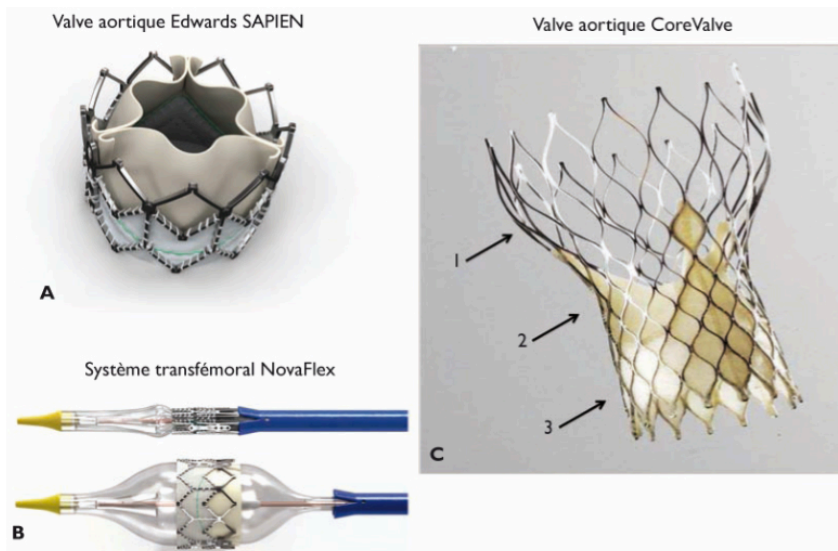 Valve aortique Edwards SAPIEN
A
Système transfémoral NovaFlex
B
Valve aortique CoreValve
1
2
3
C